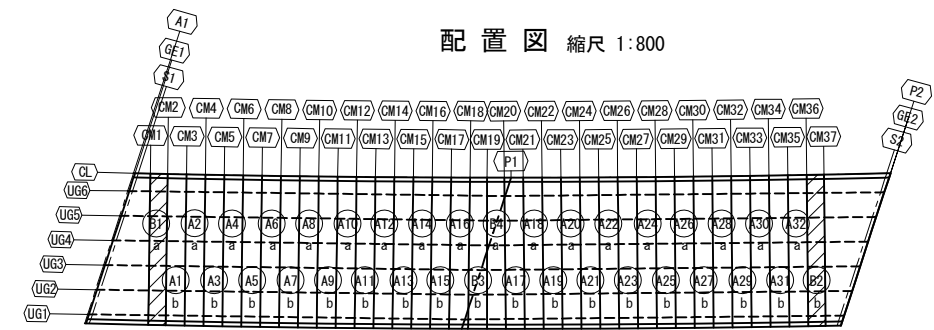 配置図 縮尺 1:800
A1
GE1
S1
P2
GE2
S2
CM2 CM4 CM6 CM8 CM10 CM12 CM14 CM16 CM18 CM20 CM22 CM24 CM26 CM28 CM30 CM32 CM34 CM36
CM1 CM3 CM5 CM7 CM9 CM11 CM13 CM15 CM17 CM19 CM21 CM23 CM25 CM27 CM29 CM31 CM33 CM35 CM37
P1
CL
UG6
UG5
UG4
UG3
UG2
UG1
B1 A2 A4 A6 A8 A10 A12 A14 A16 B4 A18 A20 A22 A24 A26 A28 A30 A32
a a a a a a a a a a a a a a a a a a
A1 A3 A5 A7 A9 A11 A13 A15 B3 A17 A19 A21 A23 A25 A27 A29 A31 B2
b b b b b b b b b b b b b b b b b b